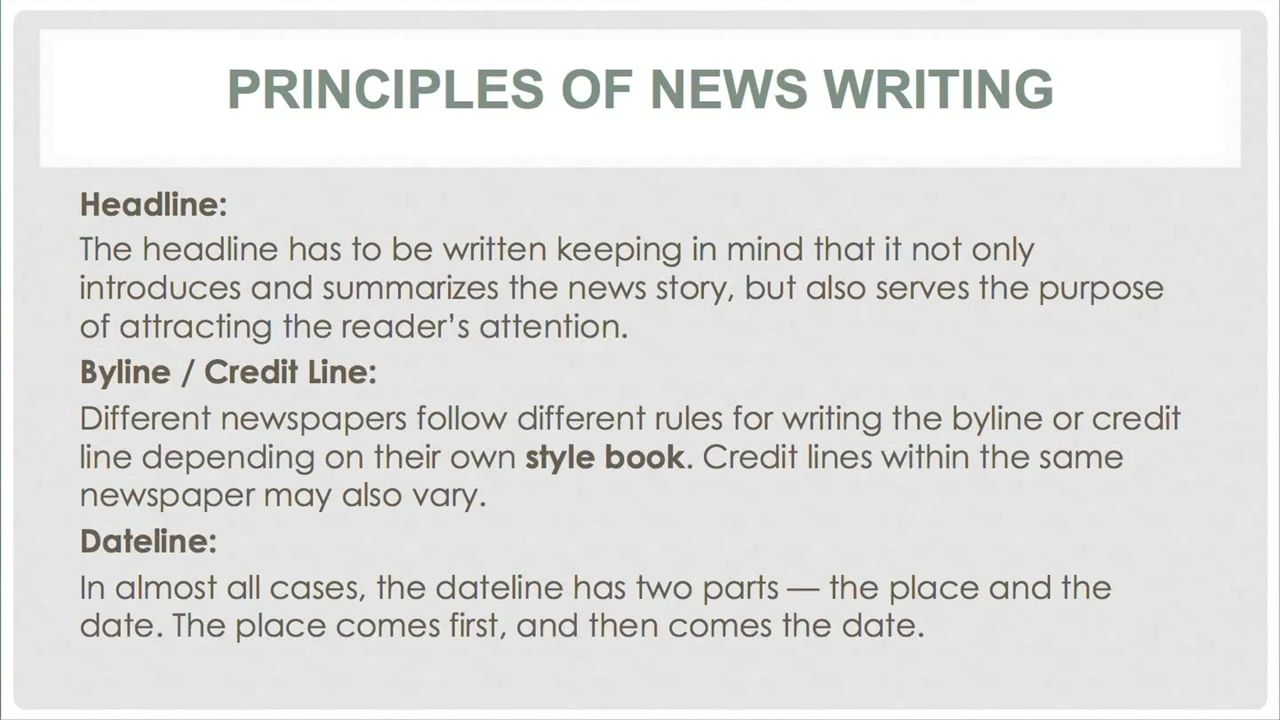 PRINCIPLES OF NEWS WRITING
Headline:
The headline has to be written keeping in mind that it not only
introduces and summarizes the news story, but also serves the purpose
of attracting the reader’s attention.
Byline / Credit Line:
Different newspapers follow different rules for writing the byline or credit
line depending on their own style book. Credit lines within the same
newspaper may also vary.
Dateline:
In almost all cases, the dateline has two parts — the place and the
date. The place comes first, and then comes the date.